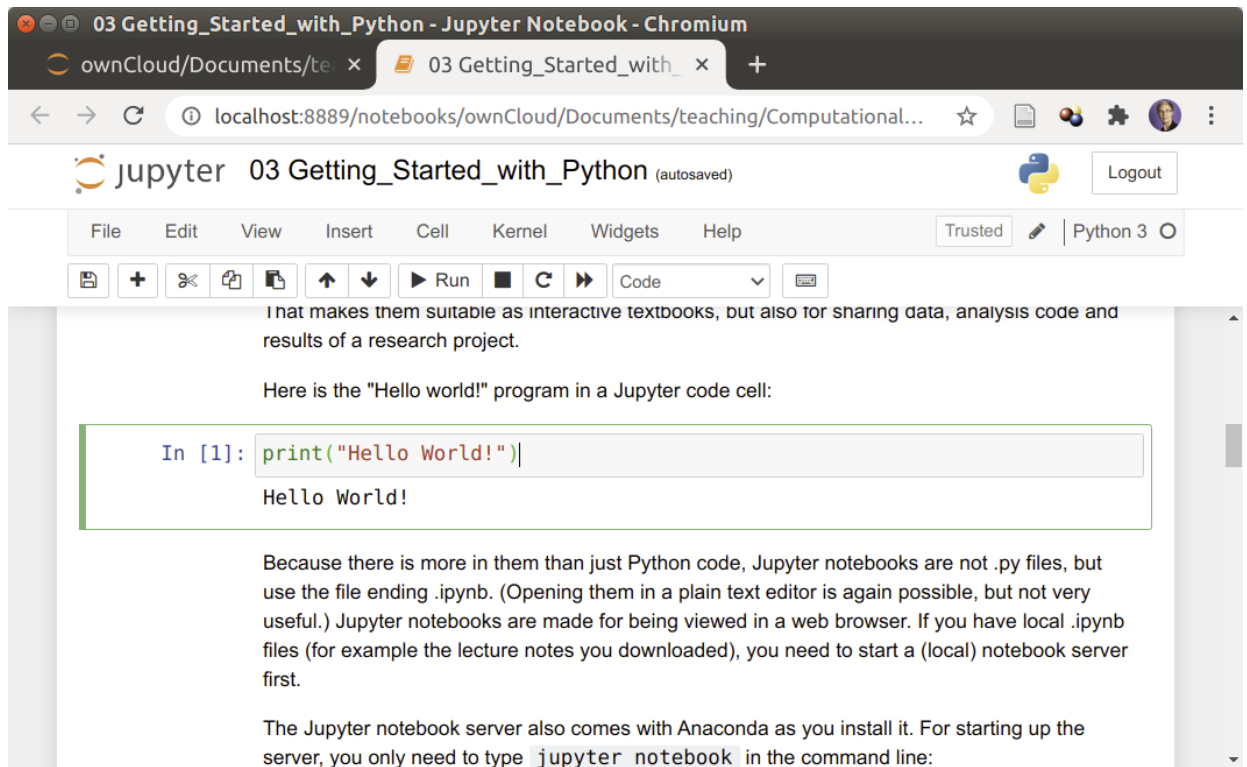 03 Getting_Started_with_Python - Jupyter Notebook - Chromium
ownCloud/Documents/te
03 Getting_Started_with_
localhost:8889/notebooks/ownCloud/Documents/teaching/Computational...
jupyter 03 Getting_Started_with_Python (autosaved)
Logout
File Edit View Insert Cell Kernel Widgets Help Trusted Python 3
Run Code
That makes them suitable as interactive textbooks, but also for sharing data, analysis code and
results of a research project.
Here is the "Hello world!" program in a Jupyter code cell:
In [1]: print("Hello World!")
Hello World!
Because there is more in them than just Python code, Jupyter notebooks are not .py files, but
use the file ending .ipynb. (Opening them in a plain text editor is again possible, but not very
useful.) Jupyter notebooks are made for being viewed in a web browser. If you have local .ipynb
files (for example the lecture notes you downloaded), you need to start a (local) notebook server
first.
The Jupyter notebook server also comes with Anaconda as you install it. For starting up the
server, you only need to type jupyter notebook in the command line: